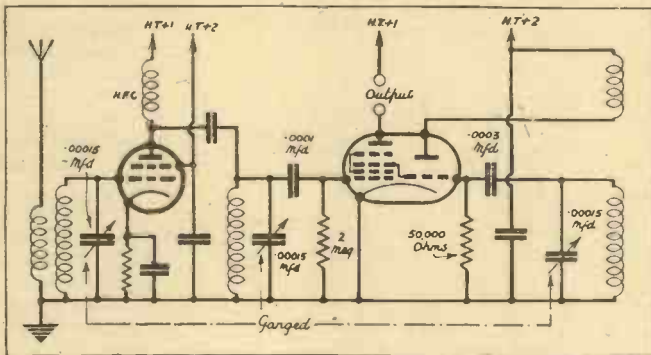 H.T+1
H.T+2
H.T+1
H.T+2
H.F.C
Output
.00015
Mfd
.0001
Mfd
.0003
Mfd
.00015
Mfd
.00015
Mfd
2
Meg
50,000
Ohms
Ganged